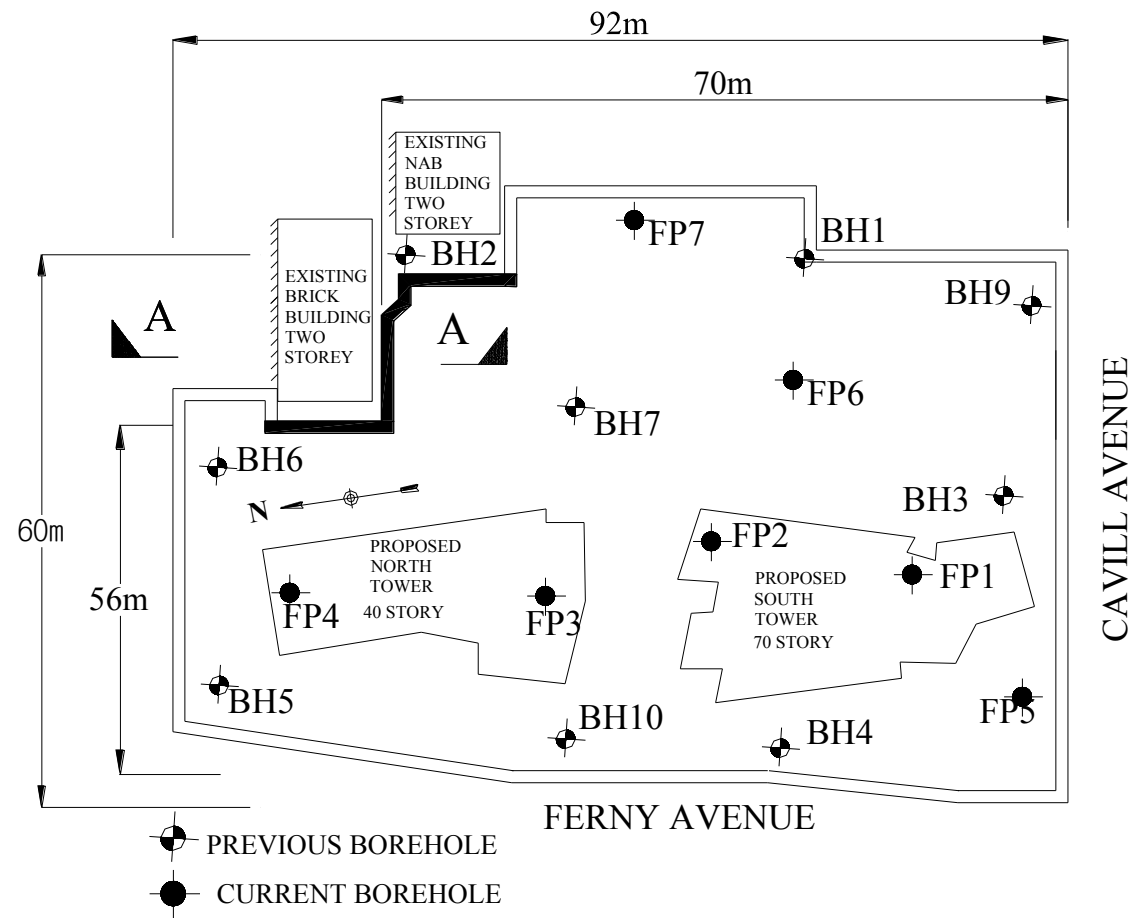 92m
70m
EXISTING
NAB
BUILDING
TWO
STOREY
FP7
BH1
BH2
EXISTING
BRICK
BUILDING
TWO
STOREY
BH9
A
A
FP6
BH7
CAVILL AVENUE
BH6
BH3
N
60m
FP2
PROPOSED
NORTH
TOWER
40 STORY
PROPOSED
SOUTH
TOWER
70 STORY
FP1
56m
FP4
FP3
BH5
FP5
BH10
BH4
FERNY AVENUE
PREVIOUS BOREHOLE
CURRENT BOREHOLE